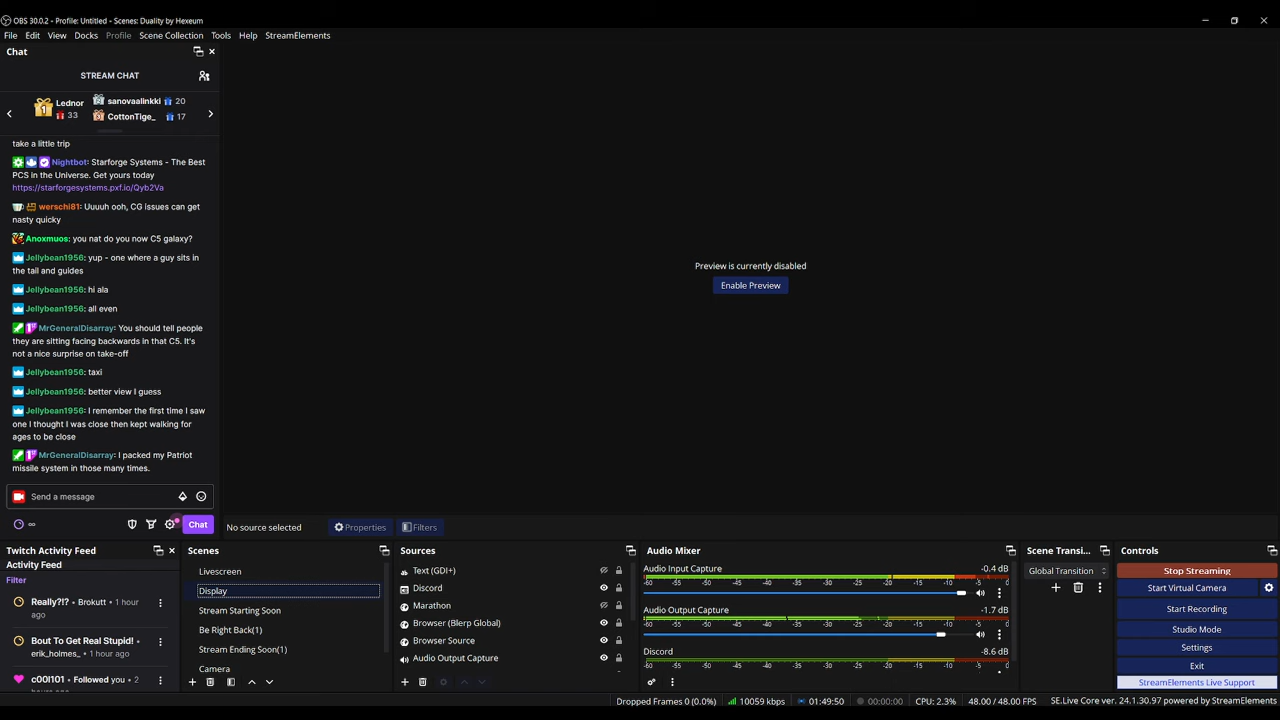 OBS 30.0.2 - Profile: Untitled - Scenes: Duality by Hexeum
File Edit View Docks Profile Scene Collection Tools Help StreamElements
Chat
STREAM CHAT
Lednor
33
sanovaalinkki 20
CottonTige_ 17
take a little trip
Nightbot: Starforge Systems - The Best
PCS in the Universe. Get yours today
https://starforgesystems.pxf.io/Qyb2Va
werschi81: Uuuuh ooh, CG issues can get
nasty quicky
Anoxmuos: you nat do you now C5 galaxy?
Jellybean1956: yup - one where a guy sits in
the tail and guides
Jellybean1956: hi ala
Jellybean1956: all even
MrGeneralDisarray: You should tell people
they are sitting facing backwards in that C5. It's
not a nice surprise on take-off
Jellybean1956: taxi
Jellybean1956: better view I guess
Jellybean1956: I remember the first time I saw
one I thought I was close then kept walking for
ages to be close
MrGeneralDisarray: I packed my Patriot
missile system in those many times.
Send a message
∞
Chat
Preview is currently disabled
Enable Preview
No source selected
Properties
Filters
Twitch Activity Feed
Activity Feed
Filter
Really?!? • Brokutt • 1 hour
ago
Bout To Get Real Stupid! •
erik_holmes_ • 1 hour ago
c00l101 • Followed you • 2
hours ago
Scenes
Livescreen
Display
Stream Starting Soon
Be Right Back(1)
Stream Ending Soon(1)
Camera
Sources
Text (GDI+)
Discord
Marathon
Browser (Blerp Global)
Browser Source
Audio Output Capture
Audio Mixer
Audio Input Capture -0.4 dB
-60 -55 -50 -45 -40 -35 -30 -25 -20 -15 -10 -5 0
Audio Output Capture -1.7 dB
-60 -55 -50 -45 -40 -35 -30 -25 -20 -15 -10 -5 0
Discord -8.6 dB
-60 -55 -50 -45 -40 -35 -30 -25 -20 -15 -10 -5 0
Scene Transi...
Global Transition
Controls
Stop Streaming
Start Virtual Camera
Start Recording
Studio Mode
Settings
Exit
StreamElements Live Support
Dropped Frames 0 (0.0%) 10059 kbps 01:49:50 00:00:00 CPU: 2.3% 48.00 / 48.00 FPS SE.Live Core ver. 24.1.30.97 powered by StreamElements